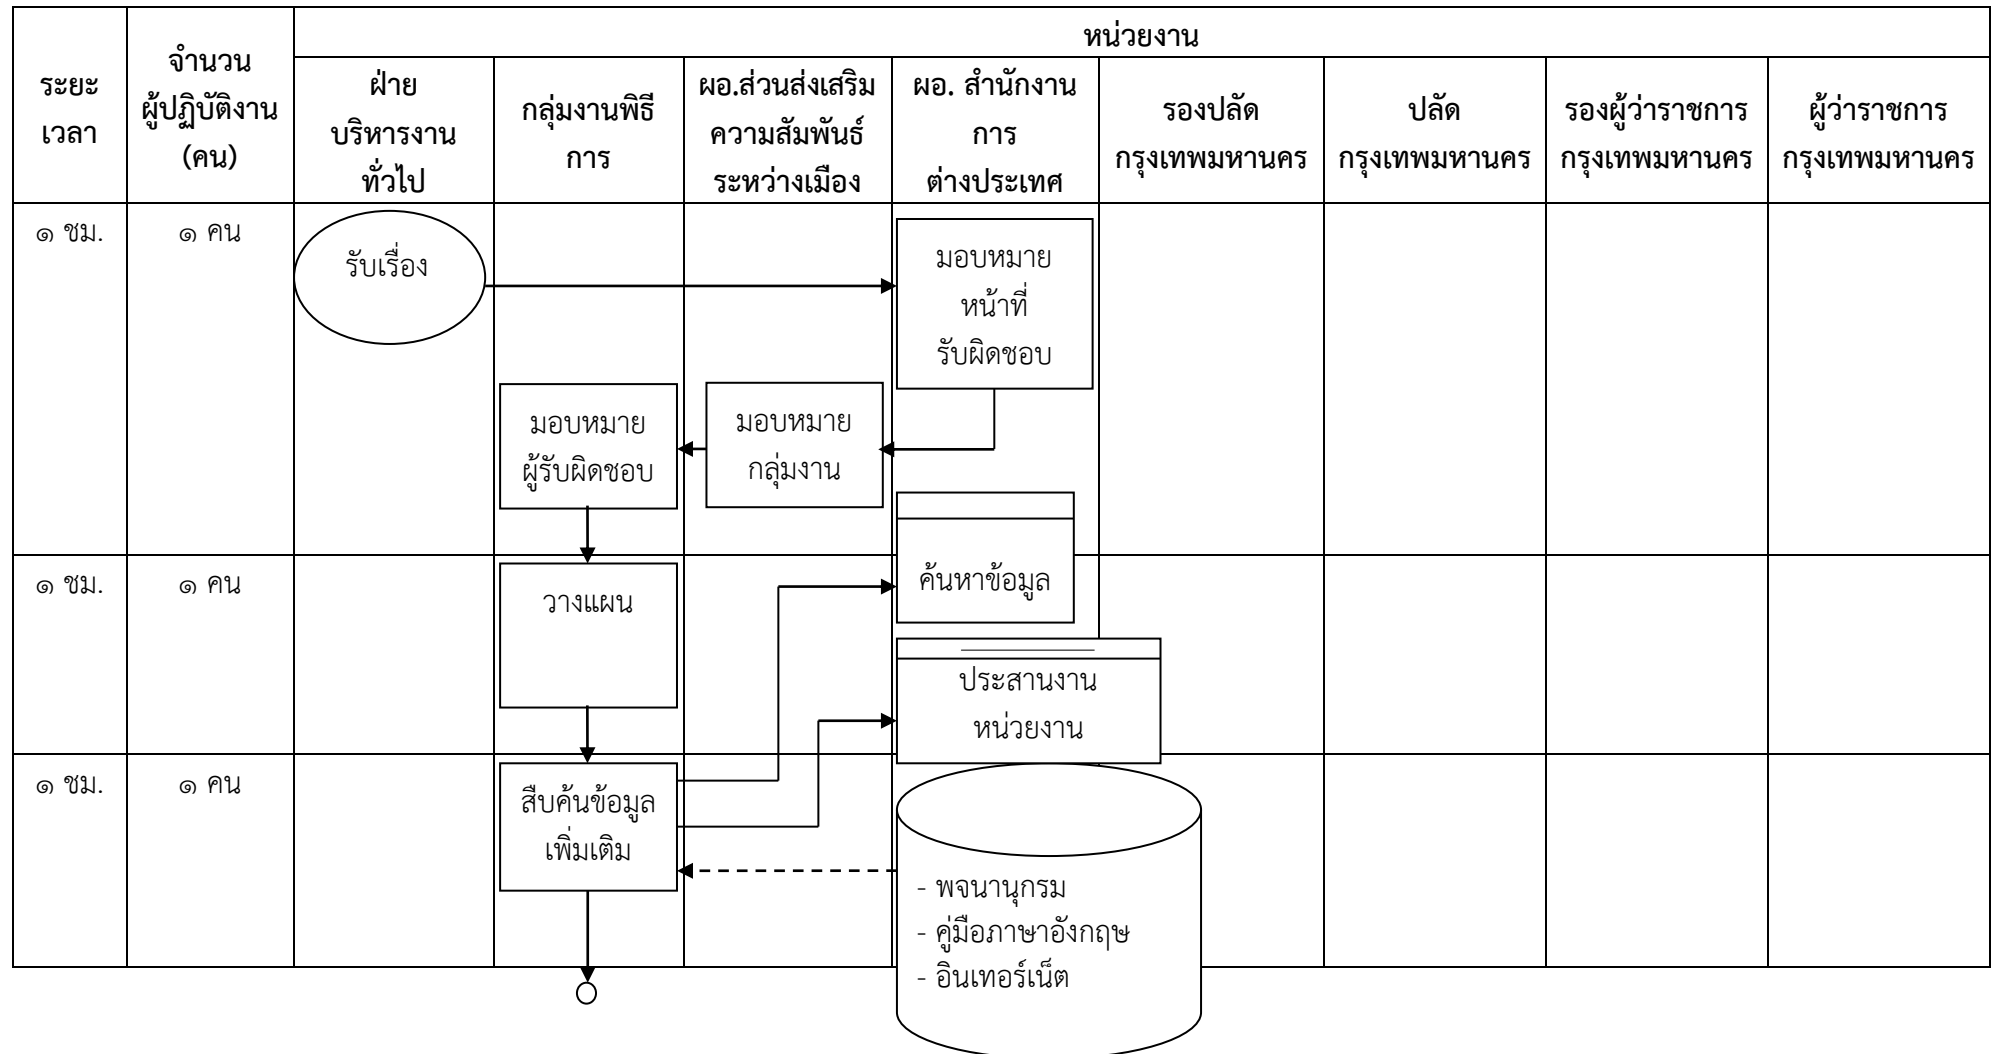 หน่วยงาน
ระยะ
เวลา
จำนวน
ผู้ปฏิบัติงาน
(คน)
ฝ่าย
บริหารงาน
ทั่วไป
กลุ่มงานพิธี
การ
ผอ.ส่วนส่งเสริม
ความสัมพันธ์
ระหว่างเมือง
ผอ. สำนักงาน
การ
ต่างประเทศ
รองปลัด
กรุงเทพมหานคร
ปลัด
กรุงเทพมหานคร
รองผู้ว่าราชการ
กรุงเทพมหานคร
ผู้ว่าราชการ
กรุงเทพมหานคร
๑ ชม.
๑ คน
รับเรื่อง
มอบหมาย
หน้าที่
รับผิดชอบ
มอบหมาย
ผู้รับผิดชอบ
มอบหมาย
กลุ่มงาน
๑ ชม.
๑ คน
วางแผน
ค้นหาข้อมูล
ประสานงาน
หน่วยงาน
๑ ชม.
๑ คน
สืบค้นข้อมูล
เพิ่มเติม
- พจนานุกรม
- คู่มือภาษาอังกฤษ
- อินเทอร์เน็ต